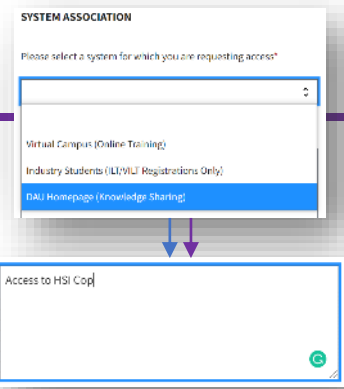 SYSTEM ASSOCIATION
Please select a system for which you are requesting access*
Virtual Campus (Online Training)
Industry Students (ILT/VILT Registrations Only)
DAU Homepage (Knowledge Sharing)
Access to HSI Cop